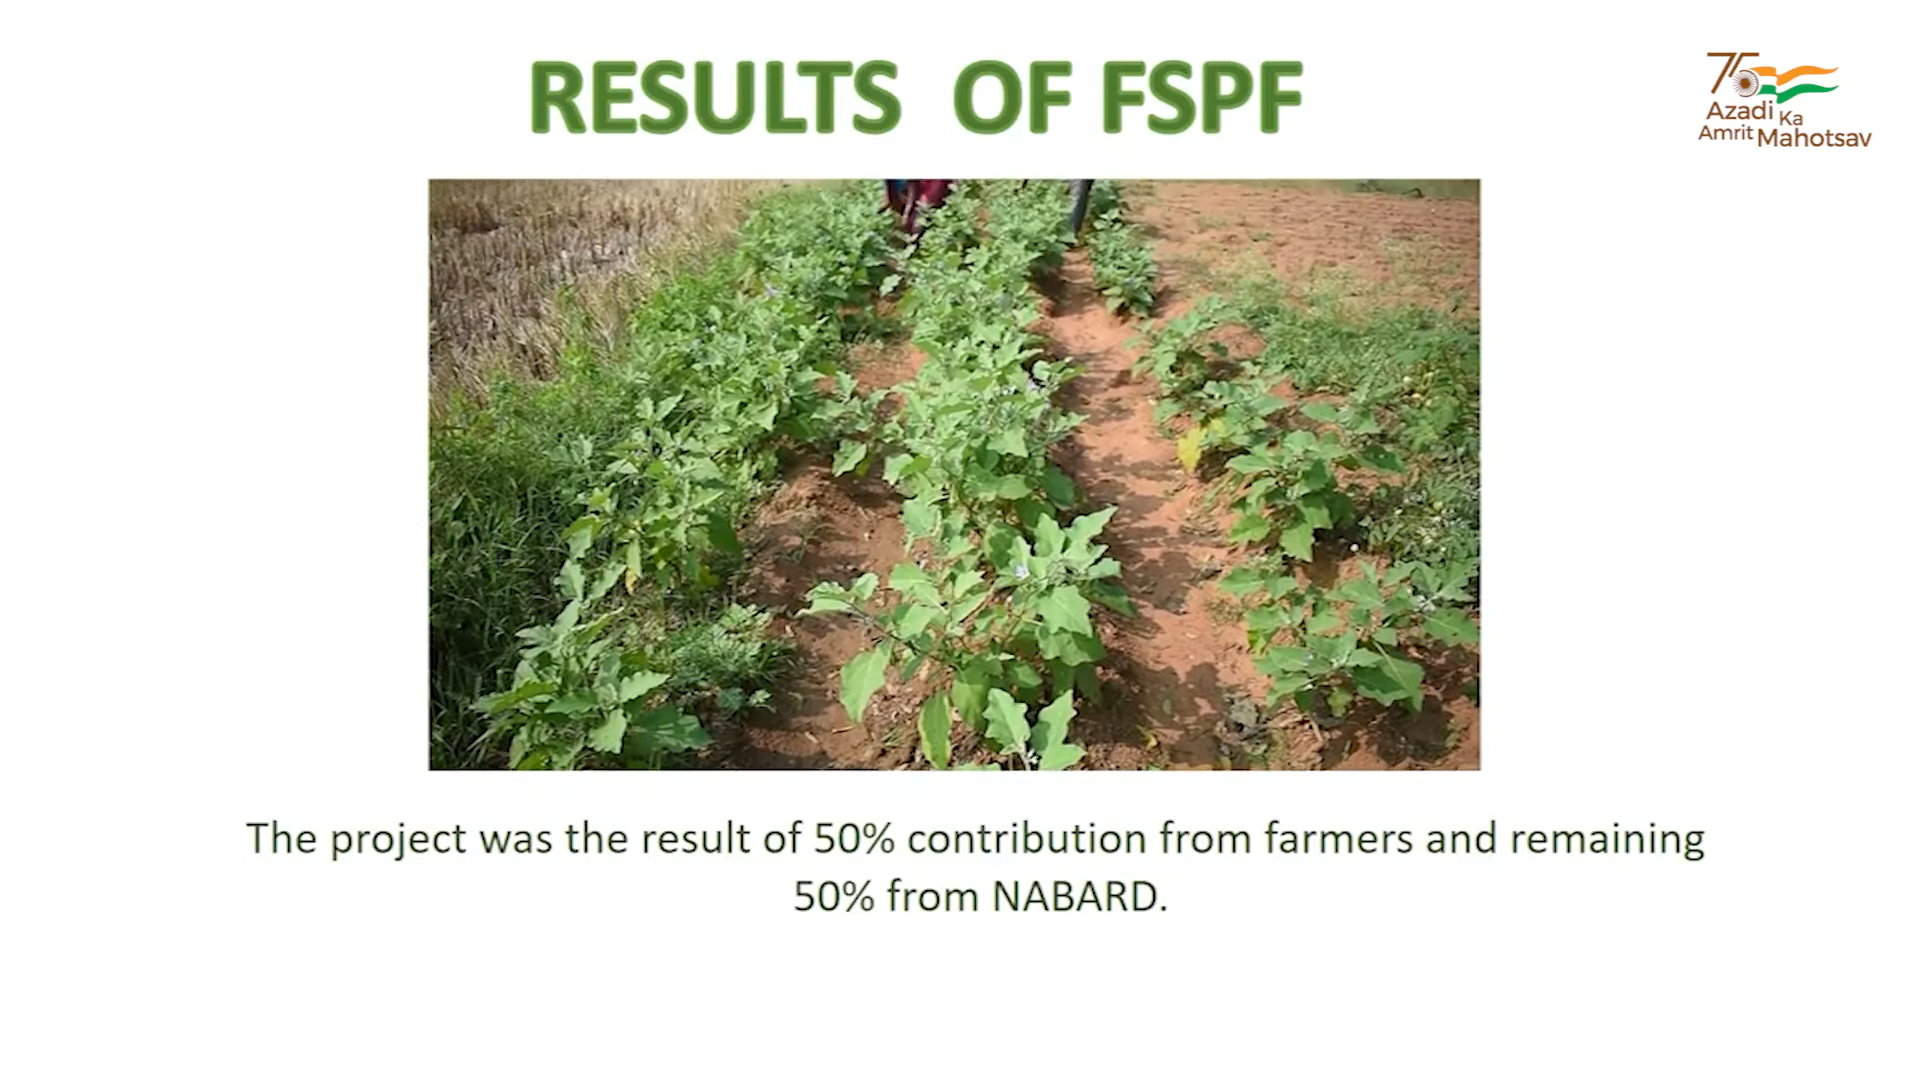 RESULTS OF FSPF
75
Azadi Ka
Amrit Mahotsav
The project was the result of 50% contribution from farmers and remaining
50% from NABARD.